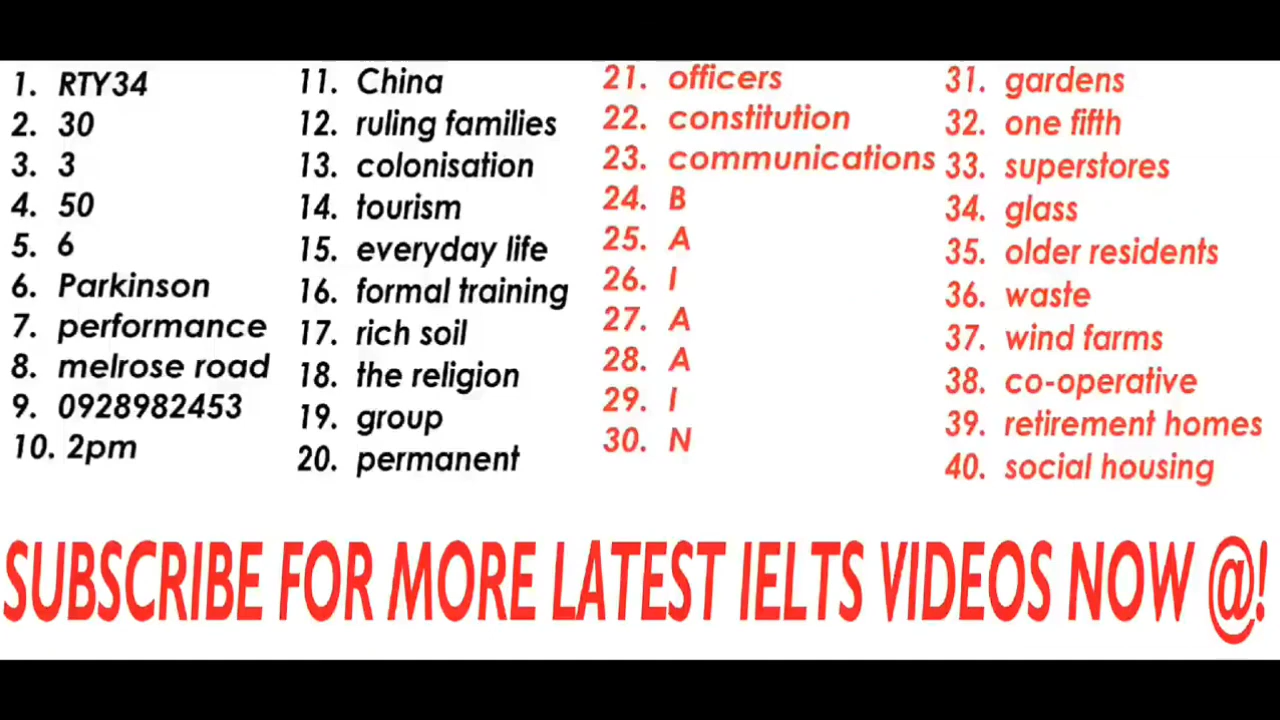 1. RTY34
2. 30
3. 3
4. 50
5. 6
6. Parkinson
7. performance
8. melrose road
9. 0928982453
10. 2pm
11. China
12. ruling families
13. colonisation
14. tourism
15. everyday life
16. formal training
17. rich soil
18. the religion
19. group
20. permanent
21. officers
22. constitution
23. communications
24. B
25. A
26. I
27. A
28. A
29. I
30. N
31. gardens
32. one fifth
33. superstores
34. glass
35. older residents
36. waste
37. wind farms
38. co-operative
39. retirement homes
40. social housing
SUBSCRIBE FOR MORE LATEST IELTS VIDEOS NOW @!